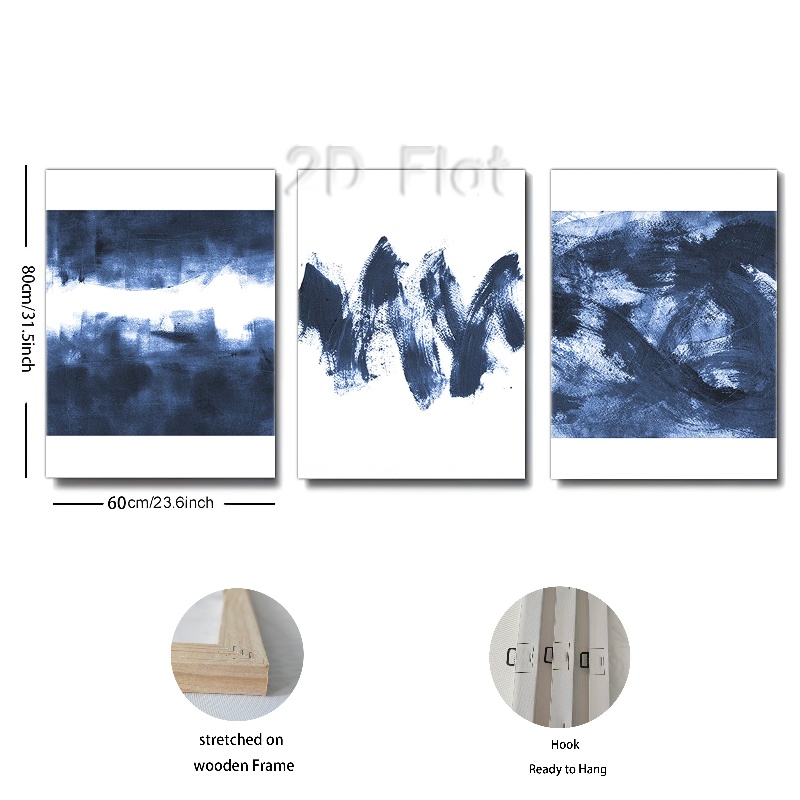 2D Flat
80cm/31.5inch
60cm/23.6inch
stretched on
wooden Frame
Hook
Ready to Hang